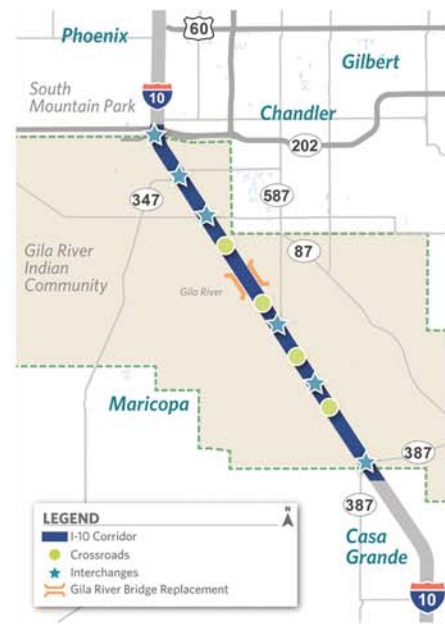 Phoenix
60
Gilbert
South
Mountain Park
10
Chandler
202
347
587
87
Gila River
Indian
Community
Gila River
Maricopa
387
387
Casa
Grande
10
LEGEND
N
I-10 Corridor
Crossroads
Interchanges
Gila River Bridge Replacement